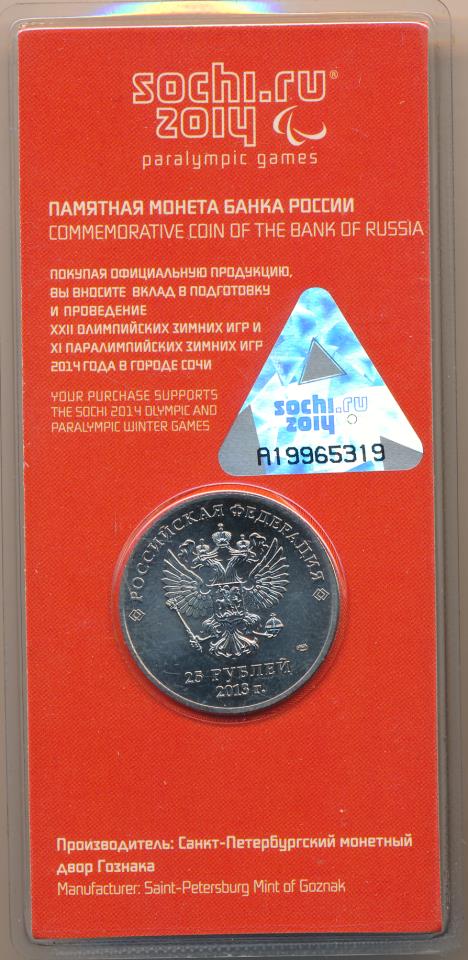 sochi.ru®
2014
paralympic games
ПАМЯТНАЯ МОНЕТА БАНКА РОССИИ
COMMEMORATIVE COIN OF THE BANK OF RUSSIA
ПОКУПАЯ ОФИЦИАЛЬНУЮ ПРОДУКЦИЮ,
ВЫ ВНОСИТЕ ВКЛАД В ПОДГОТОВКУ
И ПРОВЕДЕНИЕ
XXII ОЛИМПИЙСКИХ ЗИМНИХ ИГР И
XI ПАРАЛИМПИЙСКИХ ЗИМНИХ ИГР
2014 ГОДА В ГОРОДЕ СОЧИ
YOUR PURCHASE SUPPORTS
THE SOCHI 2014 OLYMPIC AND
PARALYMPIC WINTER GAMES
sochi.ru
2014
A19965319
РОССИЙСКАЯ ФЕДЕРАЦИЯ
25 РУБЛЕЙ
2013 г.
Производитель: Санкт-Петербургский монетный
двор Гознака
Manufacturer: Saint-Petersburg Mint of Goznak